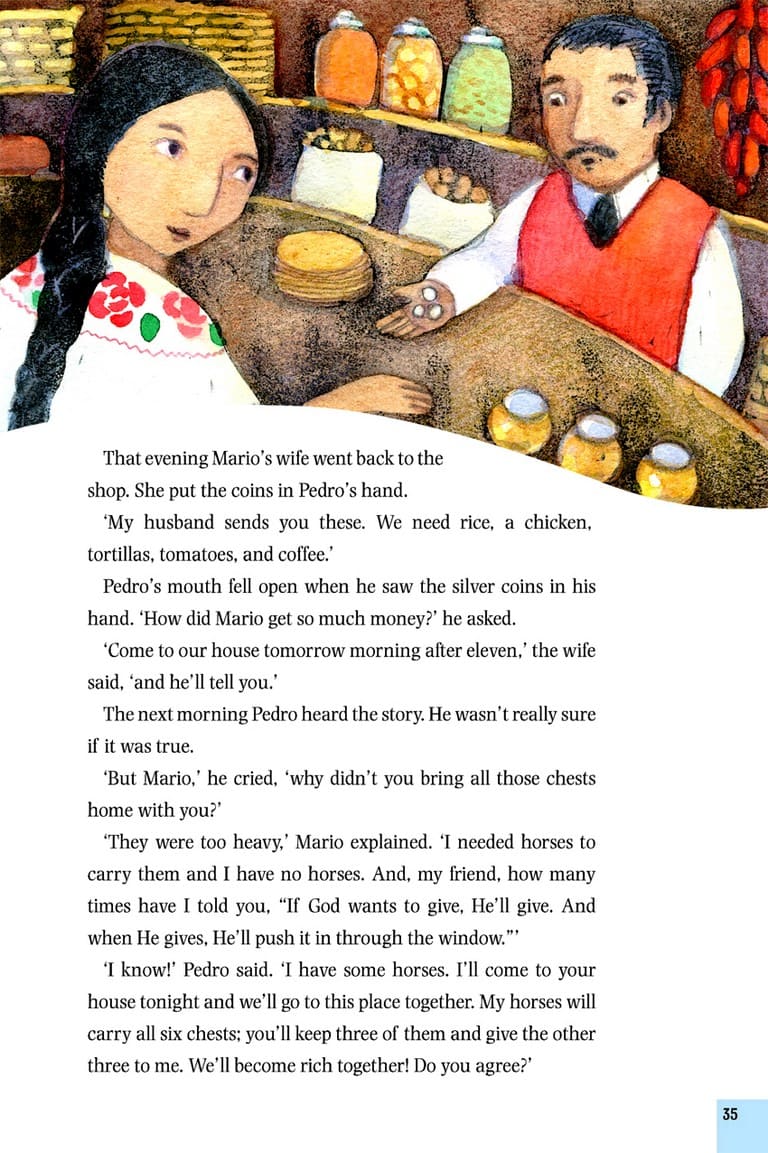 That evening Mario’s wife went back to the
shop. She put the coins in Pedro’s hand.
‘My husband sends you these. We need rice, a chicken,
tortillas, tomatoes, and coffee.’
Pedro’s mouth fell open when he saw the silver coins in his
hand. ‘How did Mario get so much money?’ he asked.
‘Come to our house tomorrow morning after eleven,’ the wife
said, ‘and he’ll tell you.’
The next morning Pedro heard the story. He wasn’t really sure
if it was true.
‘But Mario,’ he cried, ‘why didn’t you bring all those chests
home with you?’
‘They were too heavy,’ Mario explained. ‘I needed horses to
carry them and I have no horses. And, my friend, how many
times have I told you, “If God wants to give, He’ll give. And
when He gives, He’ll push it in through the window.”’
‘I know!’ Pedro said. ‘I have some horses. I’ll come to your
house tonight and we’ll go to this place together. My horses will
carry all six chests; you’ll keep three of them and give the other
three to me. We’ll become rich together! Do you agree?’
35